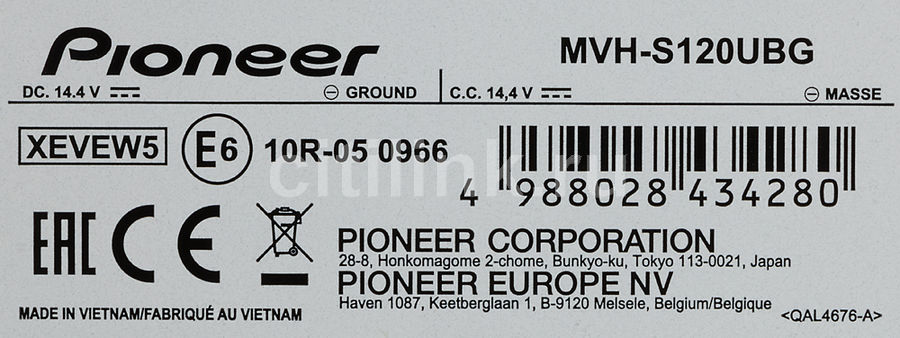 Pioneer
MVH-S120UBG
DC. 14.4 V
⊖ GROUND
C.C. 14,4 V
⊖ MASSE
XEVEW5
E6
10R-05 0966
4 988028 434280
citilink.ru
EAC CE
PIONEER CORPORATION
28-8, Honkomagome 2-chome, Bunkyo-ku, Tokyo 113-0021, Japan
PIONEER EUROPE NV
Haven 1087, Keetberglaan 1, B-9120 Melsele, Belgium/Belgique
MADE IN VIETNAM/FABRIQUÉ AU VIETNAM
<QAL4676-A>